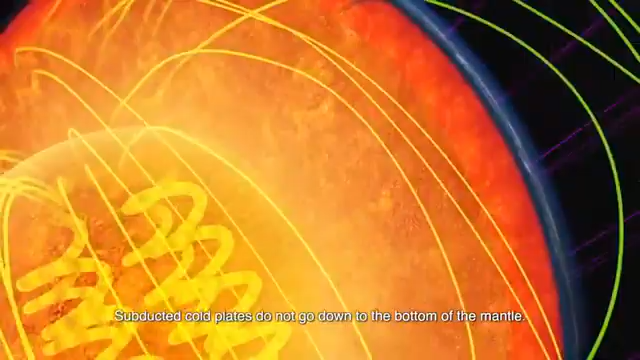 Subducted cold plates do not go down to the bottom of the mantle.